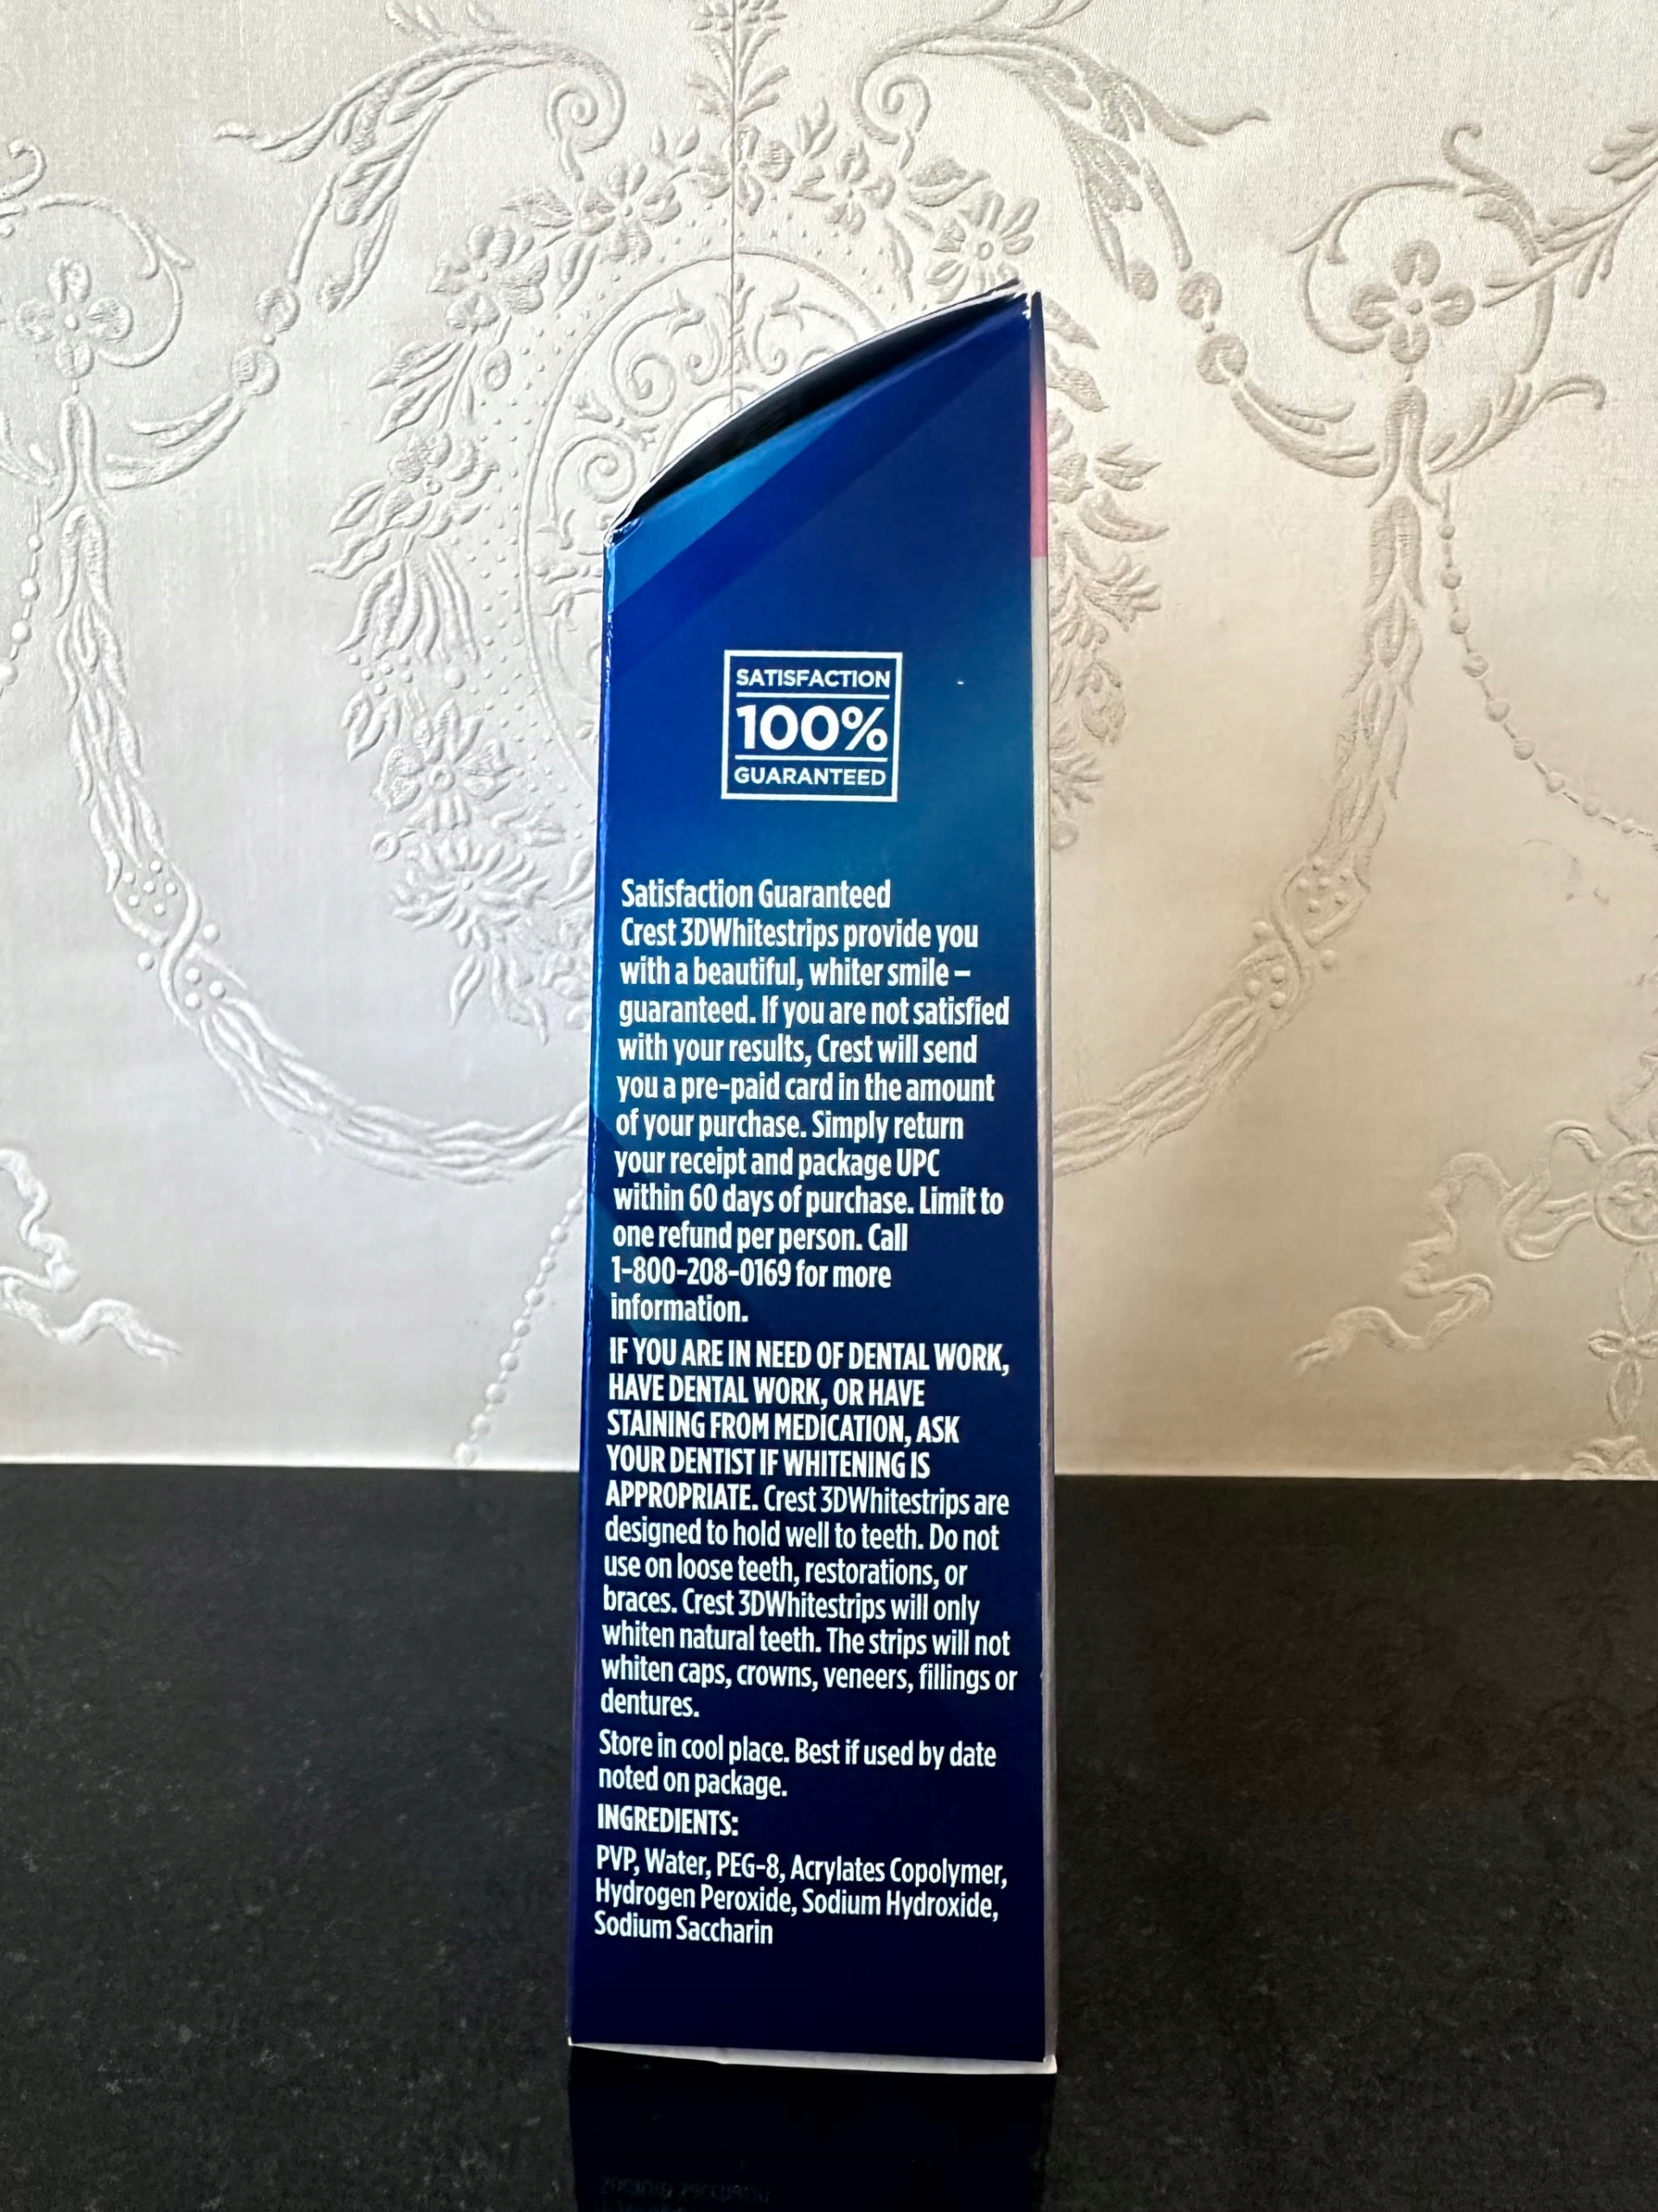 SATISFACTION
100%
GUARANTEED
Satisfaction Guaranteed
Crest 3DWhitestrips provide you
with a beautiful, whiter smile –
guaranteed. If you are not satisfied
with your results, Crest will send
you a pre-paid card in the amount
of your purchase. Simply return
your receipt and package UPC
within 60 days of purchase. Limit to
one refund per person. Call
1-800-208-0169 for more
information.
IF YOU ARE IN NEED OF DENTAL WORK,
HAVE DENTAL WORK, OR HAVE
STAINING FROM MEDICATION, ASK
YOUR DENTIST IF WHITENING IS
APPROPRIATE. Crest 3DWhitestrips are
designed to hold well to teeth. Do not
use on loose teeth, restorations, or
braces. Crest 3DWhitestrips will only
whiten natural teeth. The strips will not
whiten caps, crowns, veneers, fillings or
dentures.
Store in cool place. Best if used by date
noted on package.
INGREDIENTS:
PVP, Water, PEG-8, Acrylates Copolymer,
Hydrogen Peroxide, Sodium Hydroxide,
Sodium Saccharin